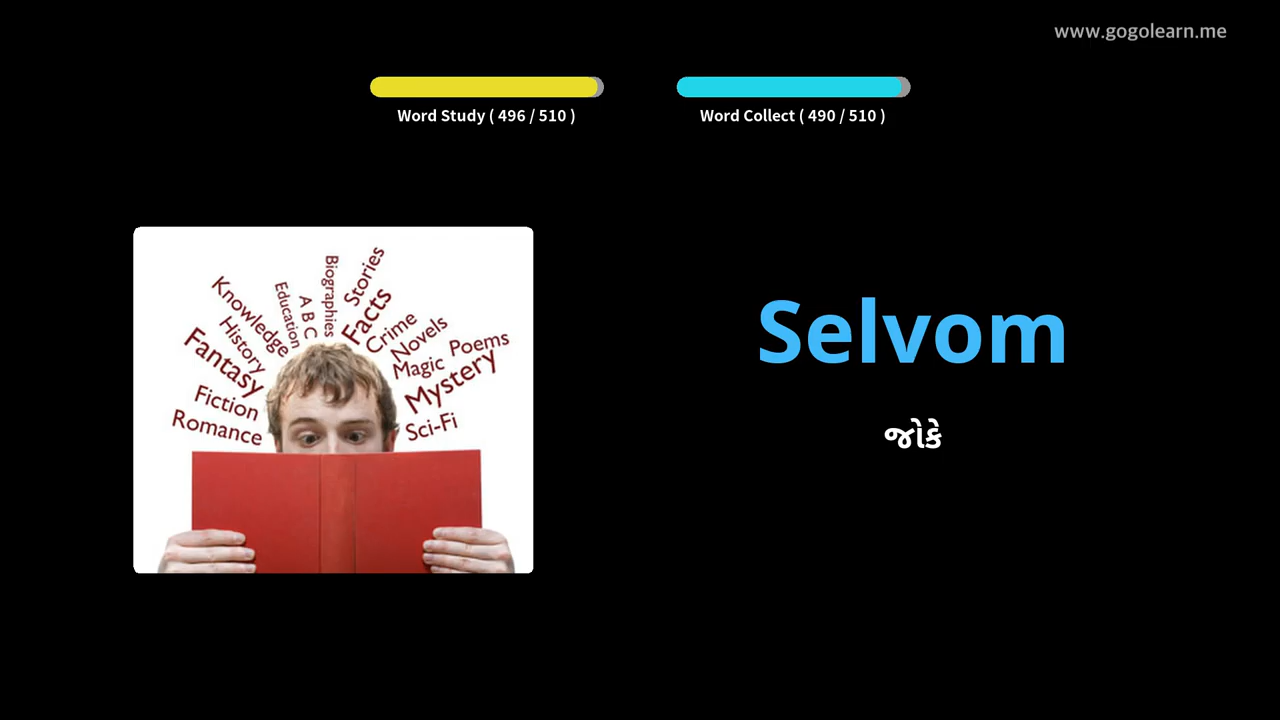 www.gogolearn.me
Word Study ( 496 / 510 )
Word Collect ( 490 / 510 )
Romance
Fiction
Fantasy
History
Knowledge
Education
A B C
Biographies
Stories
Facts
Crime
Novels
Magic
Poems
Mystery
Sci-Fi
Selvom
જોકે